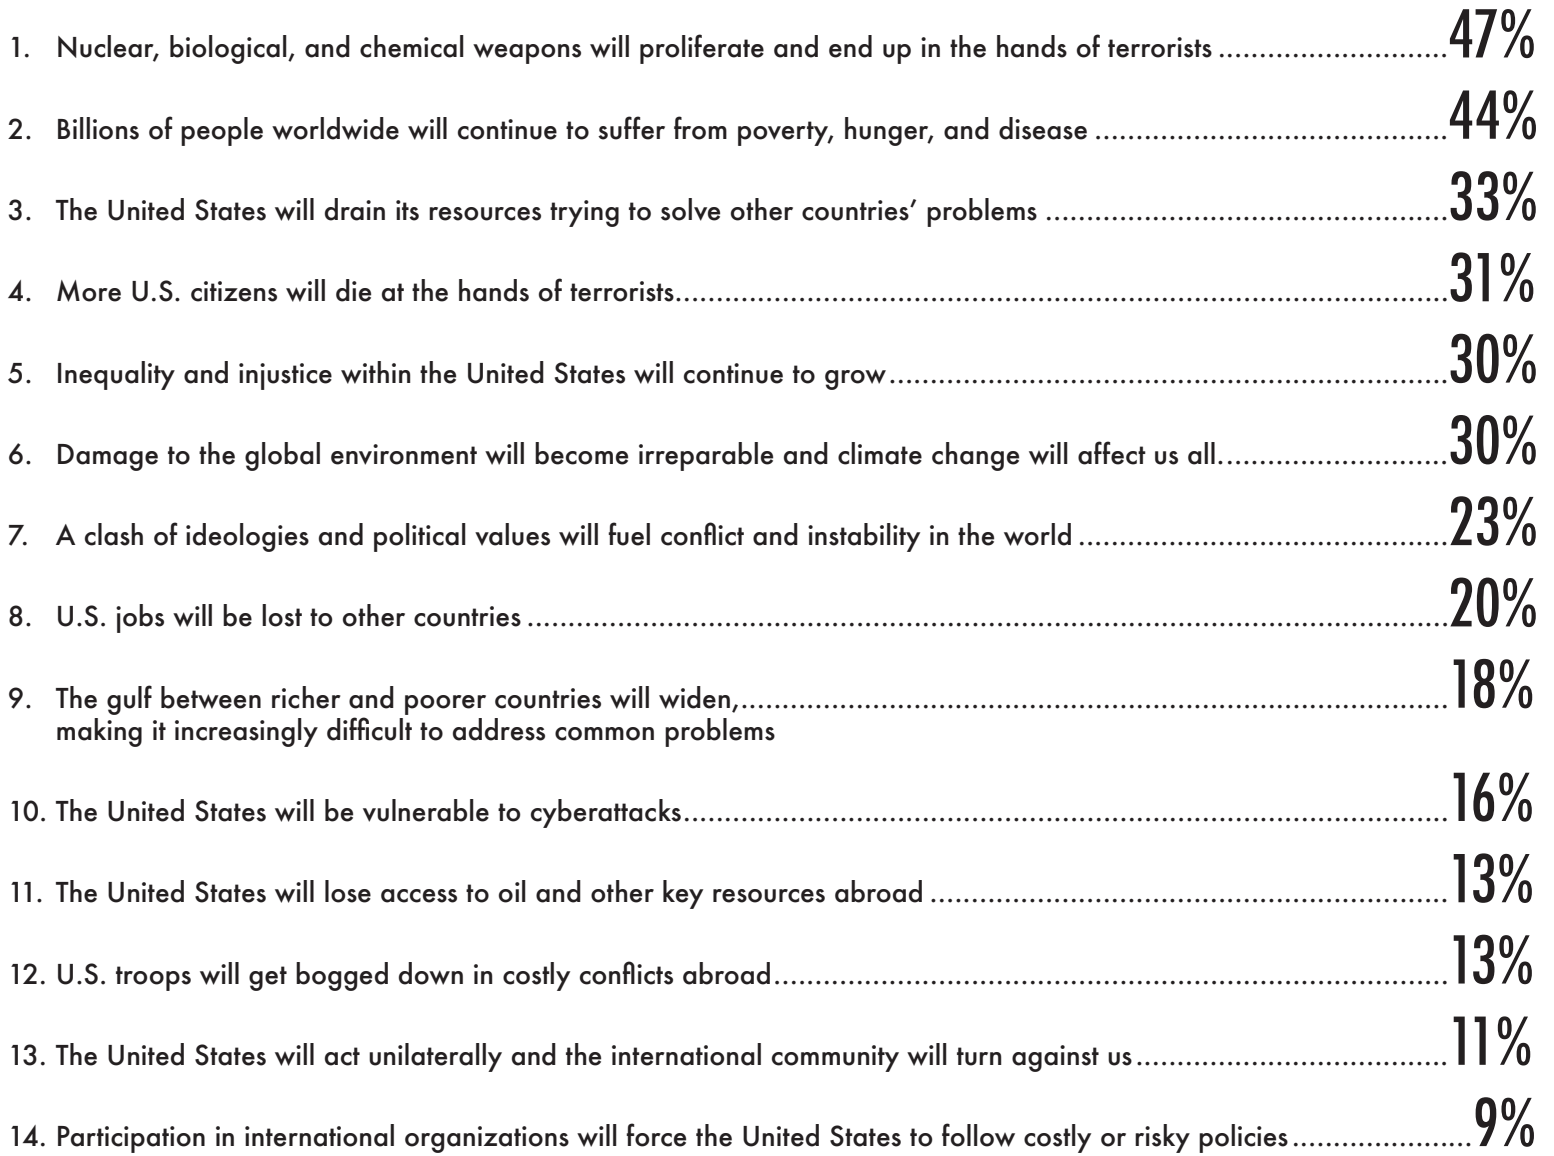 1. Nuclear, biological, and chemical weapons will proliferate and end up in the hands of terrorists ............................47%
2. Billions of people worldwide will continue to suffer from poverty, hunger, and disease ...........................................44%
3. The United States will drain its resources trying to solve other countries’ problems .................................................33%
4. More U.S. citizens will die at the hands of terrorists..............................................................................................31%
5. Inequality and injustice within the United States will continue to grow....................................................................30%
6. Damage to the global environment will become irreparable and climate change will affect us all............................30%
7. A clash of ideologies and political values will fuel conflict and instability in the world .............................................23%
8. U.S. jobs will be lost to other countries ................................................................................................................20%
9. The gulf between richer and poorer countries will widen,......................................................................................18%
making it increasingly difficult to address common problems
10. The United States will be vulnerable to cyberattacks.............................................................................................16%
11. The United States will lose access to oil and other key resources abroad ...............................................................13%
12. U.S. troops will get bogged down in costly conflicts abroad..................................................................................13%
13. The United States will act unilaterally and the international community will turn against us ......................................11%
14. Participation in international organizations will force the United States to follow costly or risky policies......................9%